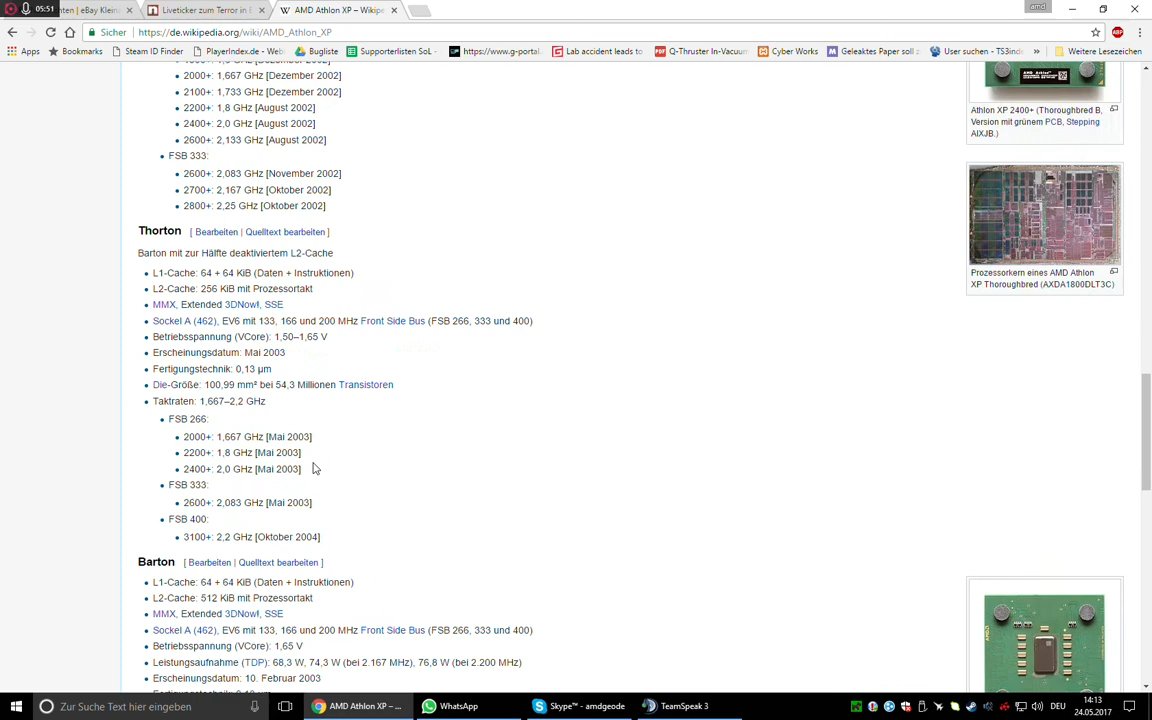 05:51
nten | eBay Klein
Liveticker zum Terror in E
AMD Athlon XP – Wikipe
amd
Sicher
https://de.wikipedia.org/wiki/AMD_Athlon_XP
Apps
Bookmarks
Steam ID Finder
PlayerIndex.de - Web
Bugliste
Supporterlisten SoL -
https://www.g-portal.
Lab accident leads to
Q-Thruster In-Vacuum
Cyber Works
Geleaktes Paper soll z
User suchen - TS3inde
»
Weitere Lesezeichen
2000+: 1,667 GHz [Dezember 2002]
2100+: 1,733 GHz [Dezember 2002]
2200+: 1,8 GHz [August 2002]
2400+: 2,0 GHz [August 2002]
2600+: 2,133 GHz [August 2002]
FSB 333:
2600+: 2,083 GHz [November 2002]
2700+: 2,167 GHz [Oktober 2002]
2800+: 2,25 GHz [Oktober 2002]
Athlon XP 2400+ (Thoroughbred B,
Version mit grünem PCB, Stepping
AIXJB.)
Prozessorkern eines AMD Athlon
XP Thoroughbred (AXDA1800DLT3C)
Thorton [ Bearbeiten | Quelltext bearbeiten ]
Barton mit zur Hälfte deaktiviertem L2-Cache
L1-Cache: 64 + 64 KiB (Daten + Instruktionen)
L2-Cache: 256 KiB mit Prozessortakt
MMX, Extended 3DNow!, SSE
Sockel A (462), EV6 mit 133, 166 und 200 MHz Front Side Bus (FSB 266, 333 und 400)
Betriebsspannung (VCore): 1,50–1,65 V
Erscheinungsdatum: Mai 2003
Fertigungstechnik: 0,13 µm
Die-Größe: 100,99 mm² bei 54,3 Millionen Transistoren
Taktraten: 1,667–2,2 GHz
FSB 266:
2000+: 1,667 GHz [Mai 2003]
2200+: 1,8 GHz [Mai 2003]
2400+: 2,0 GHz [Mai 2003]
FSB 333:
2600+: 2,083 GHz [Mai 2003]
FSB 400:
3100+: 2,2 GHz [Oktober 2004]
Barton [ Bearbeiten | Quelltext bearbeiten ]
L1-Cache: 64 + 64 KiB (Daten + Instruktionen)
L2-Cache: 512 KiB mit Prozessortakt
MMX, Extended 3DNow!, SSE
Sockel A (462), EV6 mit 133, 166 und 200 MHz Front Side Bus (FSB 266, 333 und 400)
Betriebsspannung (VCore): 1,65 V
Leistungsaufnahme (TDP): 68,3 W, 74,3 W (bei 2.167 MHz), 76,8 W (bei 2.200 MHz)
Erscheinungsdatum: 10. Februar 2003
Zur Suche Text hier eingeben
AMD Athlon XP – ...
WhatsApp
Skype™ - amdgeode
TeamSpeak 3
DEU
14:13
24.05.2017